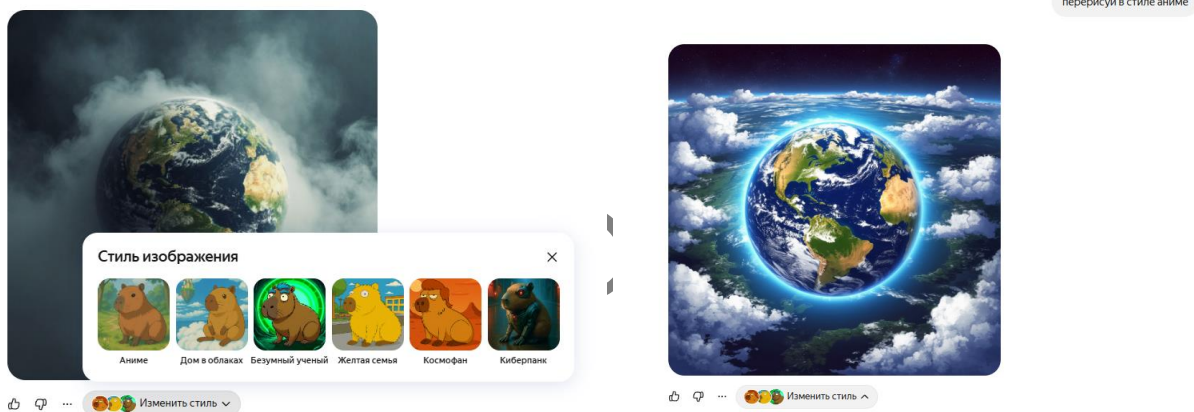 перерисуй в стиле аниме
Стиль изображения
Аниме
Дом в облаках
Безумный ученый
Желтая семья
Космофан
Киберпанк
Изменить стиль
Изменить стиль